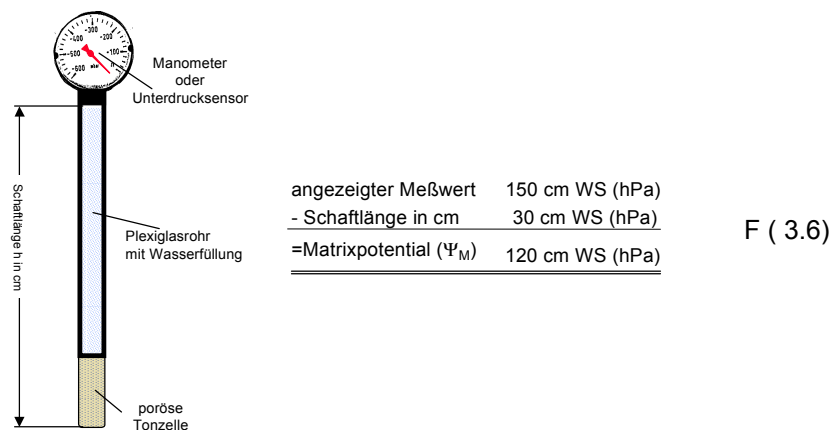 -300
-400
-200
-500
-100
-600
Manometer
oder
Unterdrucksensor
Schaftlänge h in cm
Plexiglasrohr
mit Wasserfüllung
poröse
Tonzelle
angezeigter Meßwert 150 cm WS (hPa)
- Schaftlänge in cm 30 cm WS (hPa)
=Matrixpotential (ΨM) 120 cm WS (hPa)
F ( 3.6)